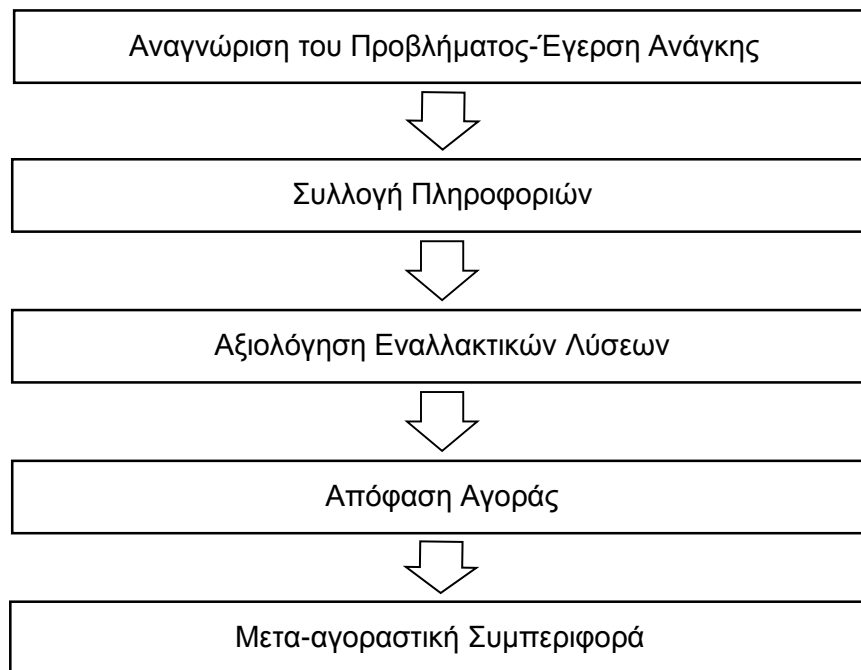 Αναγνώριση του Προβλήματος-Έγερση Ανάγκης
Συλλογή Πληροφοριών
Αξιολόγηση Εναλλακτικών Λύσεων
Απόφαση Αγοράς
Μετα-αγοραστική Συμπεριφορά